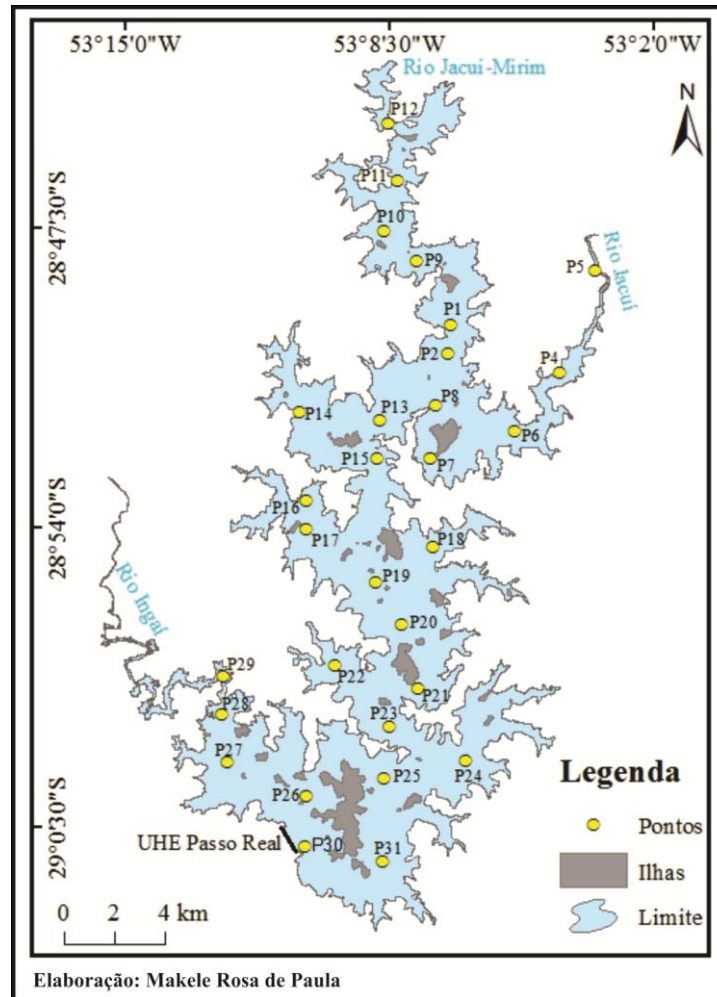 53°15'0"W 53°8'30"W 53°2'0"W
Rio Jacuí-Mirim
N
P12
P11
28°47'30"S
P10
P9
Rio Jacuí
P5
P1
P2
P4
P14
P13
P8
P6
P15
P7
P16
28°54'0"S
P17
P18
P19
Rio Ingaí
P20
P29
P22
P21
P28
P23
P27
P24
P25
Legenda
P26
Pontos
29°0'30"S
UHE Passo Real
P30
P31
Ilhas
0 2 4 km
Limite
Elaboração: Makele Rosa de Paula